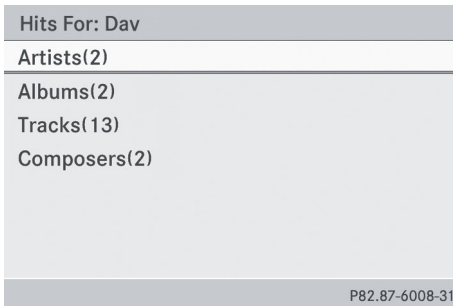 Hits For: Dav
Artists(2)
Albums(2)
Tracks(13)
Composers(2)
P82.87-6008-31